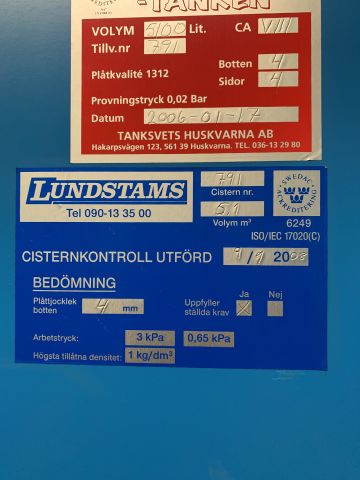 -TANKEN
VOLYM 5100 Lit. CA VIII
Tillv.nr 791
Plåtkvalité 1312
Botten 4
Sidor 4
Provningstryck 0,02 Bar
Datum 2006-01-17
TANKSVETS HUSKVARNA AB
Hakarpsvägen 123, 561 39 Huskvarna. TEL. 036-13 29 80
LUNDSTAMS
Tel 090-13 35 00
791
Cistern nr.
5,1
Volym m³
SWEDAC
ACKREDITERING
6249
ISO/IEC 17020(C)
CISTERNKONTROLL UTFÖRD 9/9 2008
BEDÖMNING
Plåttjocklek
botten 4 mm
Uppfyller
ställda krav
Ja Nej
Arbetstryck: 3 kPa 0,65 kPa
Högsta tillåtna densitet: 1 kg/dm³